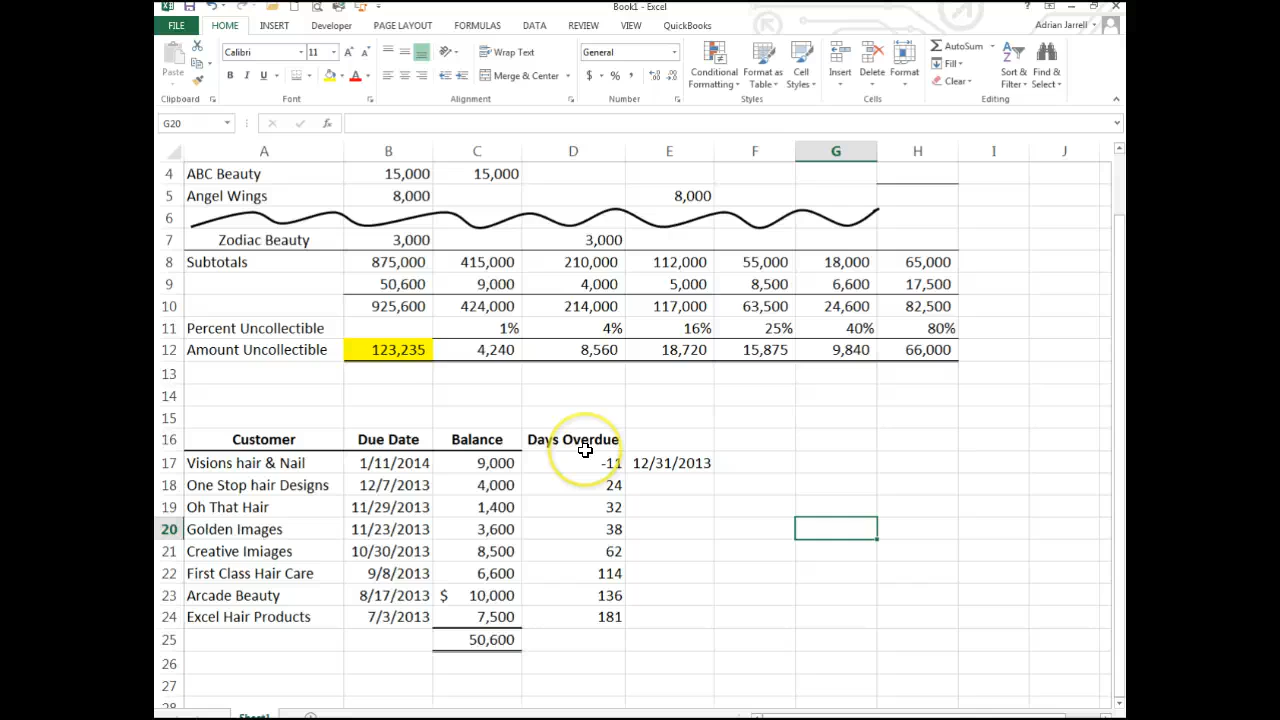 Book1 - Excel
FILE HOME INSERT Developer PAGE LAYOUT FORMULAS DATA REVIEW VIEW QuickBooks Adrian Jarrell
Calibri 11 Wrap Text General AutoSum
Paste B I U Merge & Center $ % Conditional Formatting Format as Table Cell Styles Insert Delete Format Fill Clear Sort & Filter Find & Select
Clipboard Font Alignment Number Styles Cells Editing
G20 fx
A B C D E F G H I J
4 ABC Beauty 15,000 15,000
5 Angel Wings 8,000 8,000
6
7 Zodiac Beauty 3,000 3,000
8 Subtotals 875,000 415,000 210,000 112,000 55,000 18,000 65,000
9 50,600 9,000 4,000 5,000 8,500 6,600 17,500
10 925,600 424,000 214,000 117,000 63,500 24,600 82,500
11 Percent Uncollectible 1% 4% 16% 25% 40% 80%
12 Amount Uncollectible 123,235 4,240 8,560 18,720 15,875 9,840 66,000
13
14
15
16 Customer Due Date Balance Days Overdue
17 Visions hair & Nail 1/11/2014 9,000 -11 12/31/2013
18 One Stop hair Designs 12/7/2013 4,000 24
19 Oh That Hair 11/29/2013 1,400 32
20 Golden Images 11/23/2013 3,600 38
21 Creative Imiages 10/30/2013 8,500 62
22 First Class Hair Care 9/8/2013 6,600 114
23 Arcade Beauty 8/17/2013 $ 10,000 136
24 Excel Hair Products 7/3/2013 7,500 181
25 50,600
26
27
28
Sheet1